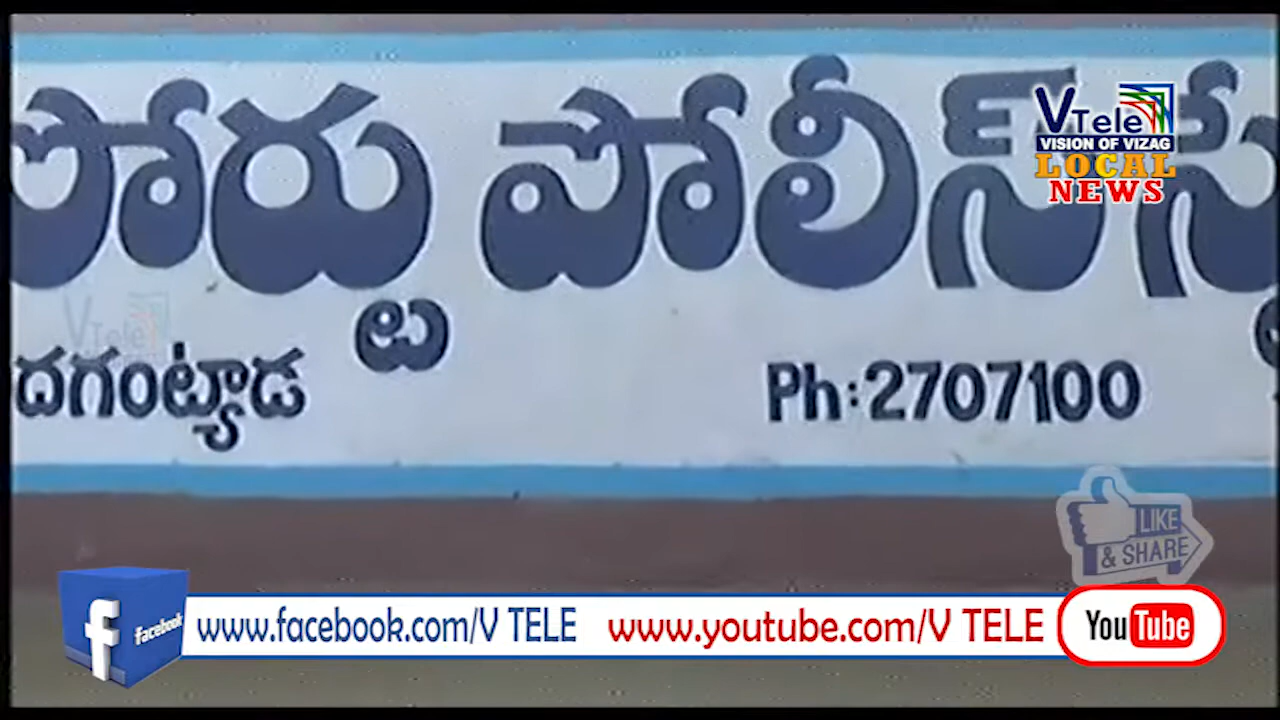 పోర్టు పోలీస్
VTele
VISION OF VIZAG
LOCAL
NEWS
VTele
దగంట్యాడ
Ph:2707100
LIKE
& SHARE
facebook
www.facebook.com/V TELE
www.youtube.com/V TELE
YouTube